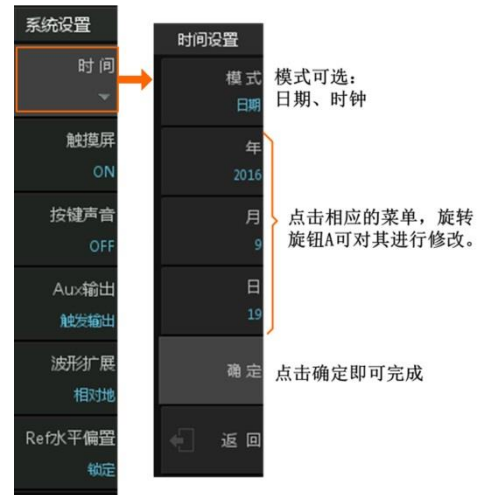 系统设置
时间
触摸屏
ON
按键声音
OFF
Aux输出
触发输出
波形扩展
相对地
Ref水平偏置
锁定
时间设置
模式
日期
年
2016
月
9
日
19
确定
返回
模式可选:
日期、时钟
点击相应的菜单，旋转
旋钮A可对其进行修改。
点击确定即可完成